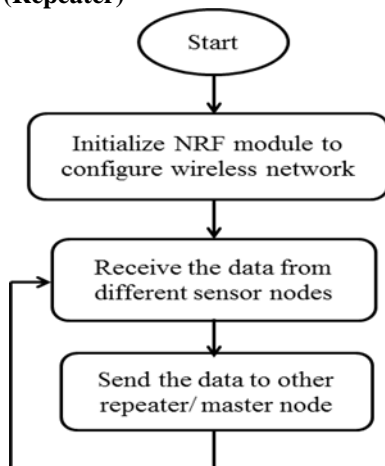 (Repeater)
Start
Initialize NRF module to
configure wireless network
Receive the data from
different sensor nodes
Send the data to other
repeater/ master node